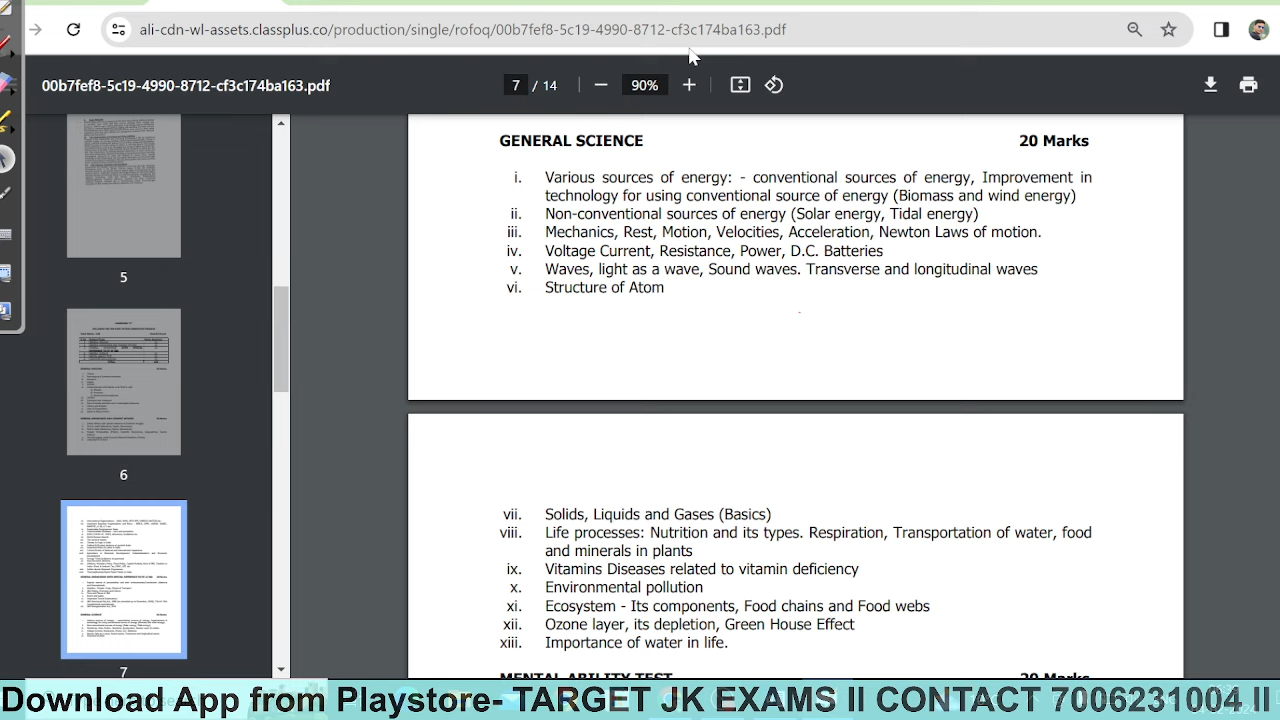 ali-cdn-wl-assets.classplus.co/production/single/rofoq/00b7fef8-5c19-4990-8712-cf3c174ba163.pdf
00b7fef8-5c19-4990-8712-cf3c174ba163.pdf
7 / 14
90%
GENERAL SCIENCE 20 Marks
i. Various sources of energy: - conventional sources of energy, Improvement in
technology for using conventional source of energy (Biomass and wind energy)
ii. Non-conventional sources of energy (Solar energy, Tidal energy)
iii. Mechanics, Rest, Motion, Velocities, Acceleration, Newton Laws of motion.
iv. Voltage Current, Resistance, Power, D.C. Batteries
v. Waves, light as a wave, Sound waves. Transverse and longitudinal waves
vi. Structure of Atom
5
6
7
vii. Solids, Liquids and Gases (Basics)
viii. Life processes: Nutrition and its types, Respiration, Transportation of water, food
and minerals in plants
ix. Vitamins Diseases related to vitamin deficiency
x. Environmental pollution
xi. Ecosystem - Its components, Food chains and Food webs
xii. Ozone layer, its depletion, Green House Effect
xiii. Importance of water in life.
MENTAL ABILITY TEST 20 Marks
Download App from Playstore- TARGET JK EXAMS II CONTACT 7006231004 II